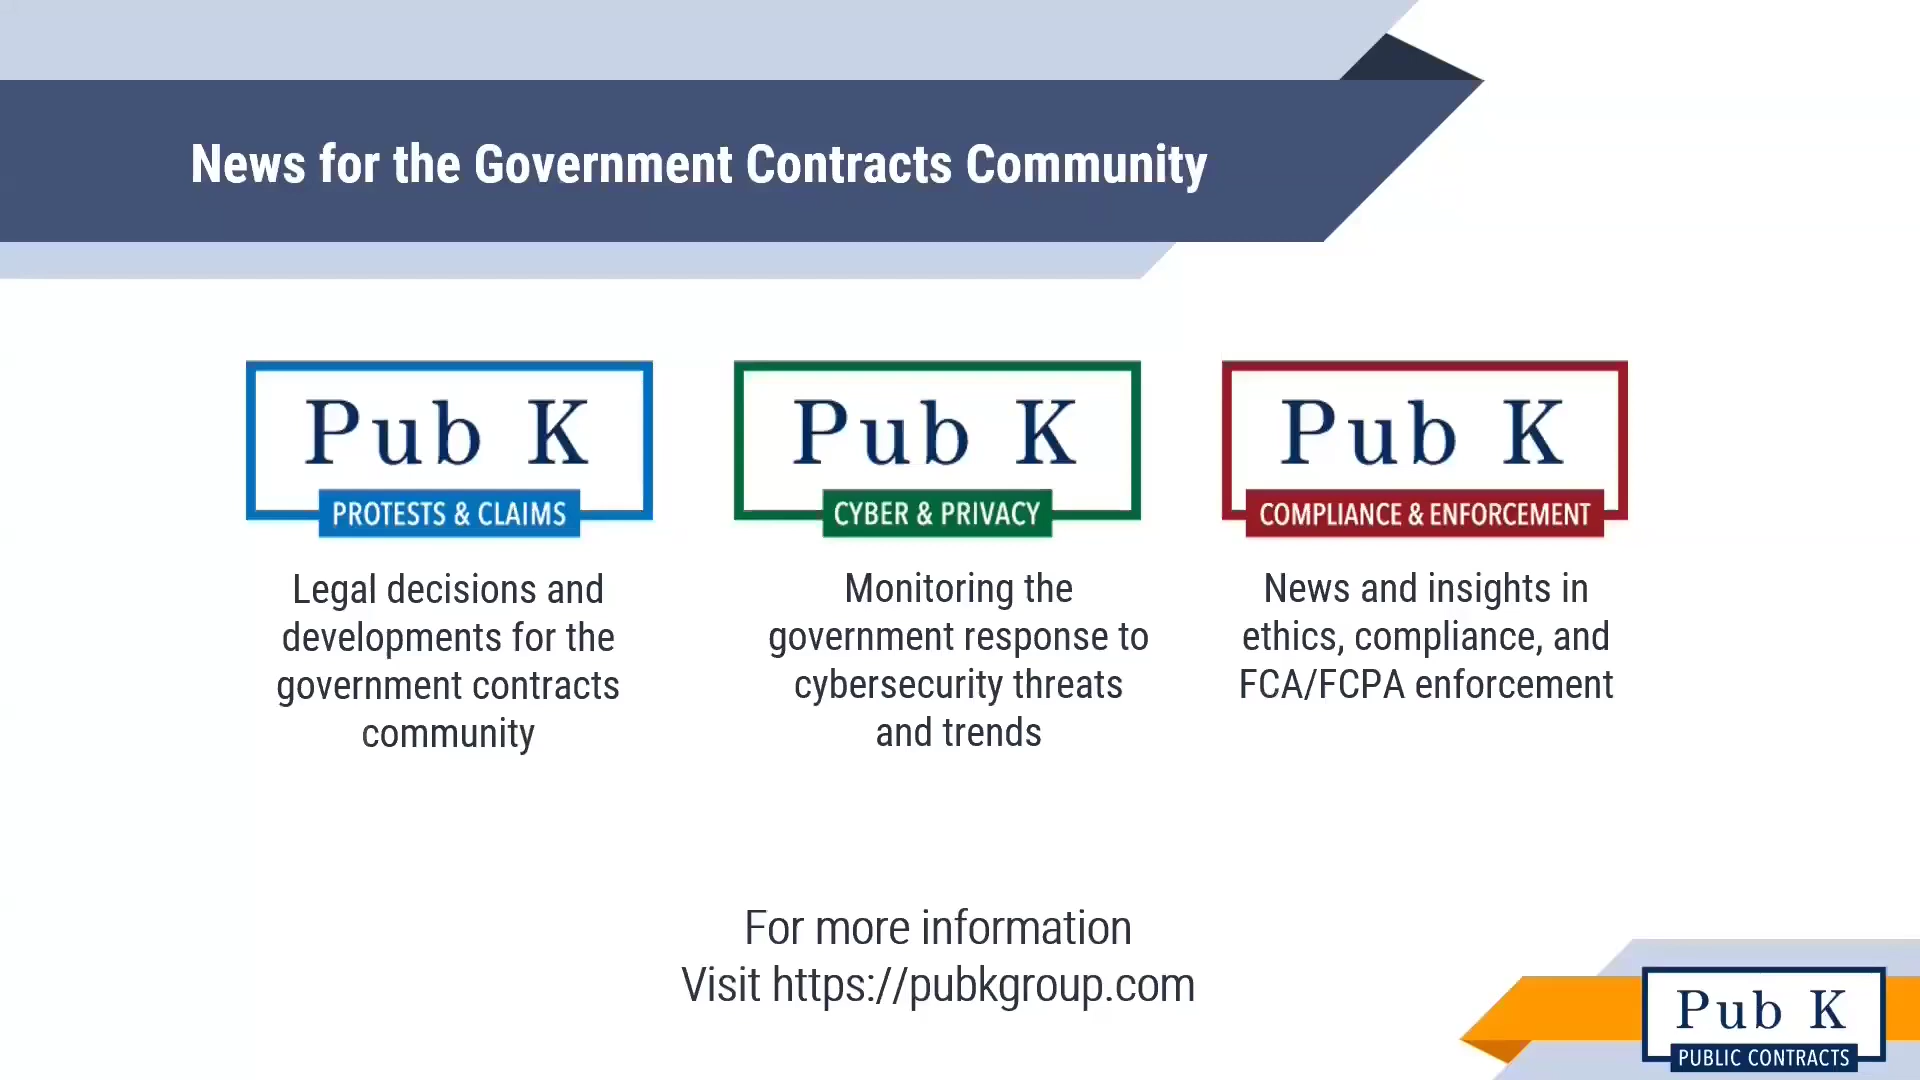 News for the Government Contracts Community
Pub K
PROTESTS & CLAIMS
Legal decisions and
developments for the
government contracts
community
Pub K
CYBER & PRIVACY
Monitoring the
government response to
cybersecurity threats
and trends
Pub K
COMPLIANCE & ENFORCEMENT
News and insights in
ethics, compliance, and
FCA/FCPA enforcement
For more information
Visit https://pubkgroup.com
Pub K
PUBLIC CONTRACTS